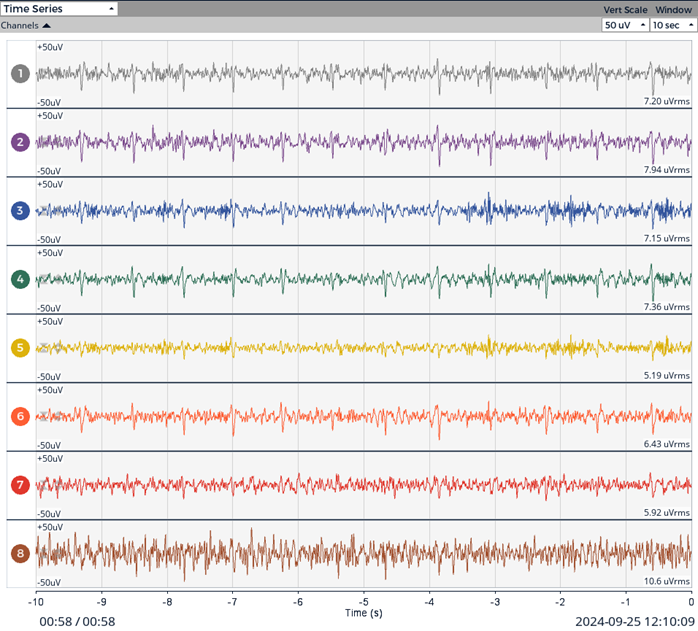 Time Series
Vert Scale Window
Channels 50 uV 10 sec
+50uV
1
-50uV 7.20 uVrms
+50uV
2
-50uV 7.94 uVrms
+50uV
3
-50uV 7.15 uVrms
+50uV
4
-50uV 7.36 uVrms
+50uV
5
-50uV 5.19 uVrms
+50uV
6
-50uV 6.43 uVrms
+50uV
7
-50uV 5.92 uVrms
+50uV
8
-50uV 10.6 uVrms
-10 -9 -8 -7 -6 -5 -4 -3 -2 -1 0
Time (s)
00:58 / 00:58 2024-09-25 12:10:09